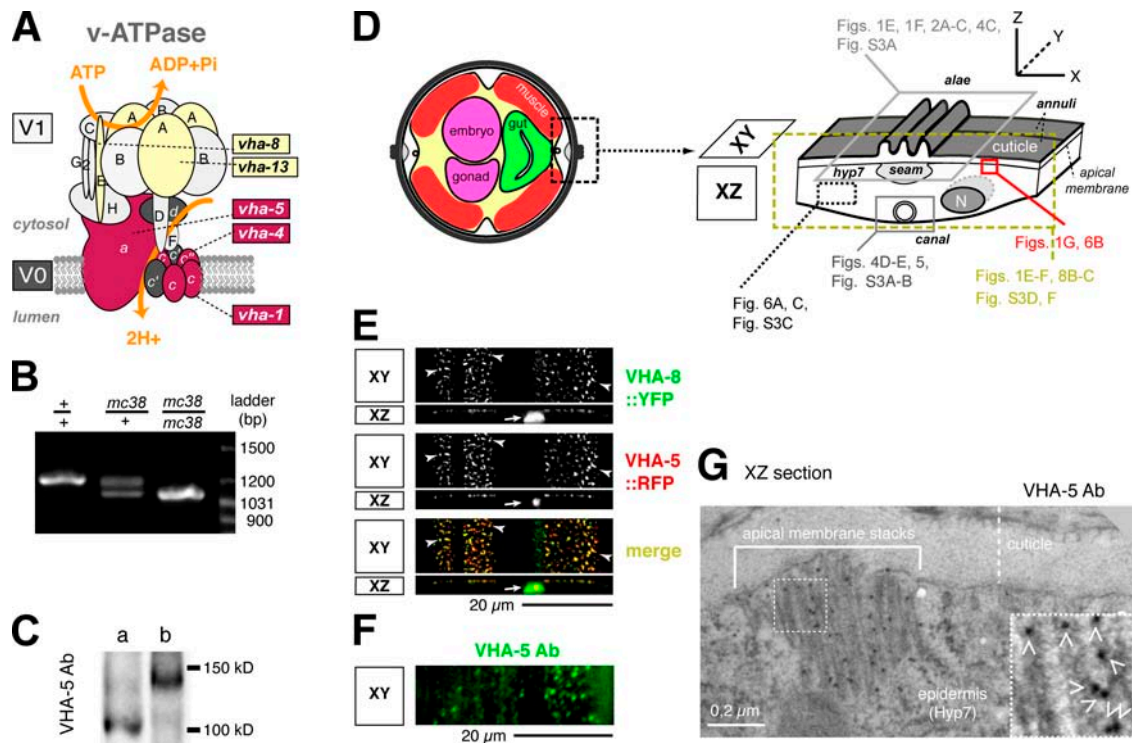 A
v-ATPase
ATP
ADP+Pi
V1
B
A
A
A
C
G2
E
B
B
H
D
d
F
vha-8
vha-13
vha-5
vha-4
vha-1
cytosol
a
c'
c
c
c
c"
V0
lumen
2H+
B
+
+
mc38
+
mc38
mc38
ladder
(bp)
1500
1200
1031
900
C
a b
VHA-5 Ab
150 kD
100 kD
D
muscle
embryo
gut
gonad
XY
XZ
Figs. 1E, 1F, 2A-C, 4C,
Fig. S3A
Z
Y
X
alae
annuli
cuticle
apical
membrane
hyp7
seam
N
canal
Figs. 1G, 6B
Figs. 4D-E, 5,
Fig. S3A-B
Figs. 1E-F, 8B-C
Fig. S3D, F
Fig. 6A, C,
Fig. S3C
E
XY
XZ
VHA-8
::YFP
XY
XZ
VHA-5
::RFP
XY
XZ
merge
20 µm
F
VHA-5 Ab
XY
20 µm
G
XZ section
VHA-5 Ab
apical membrane stacks
cuticle
epidermis
(Hyp7)
0,2 µm